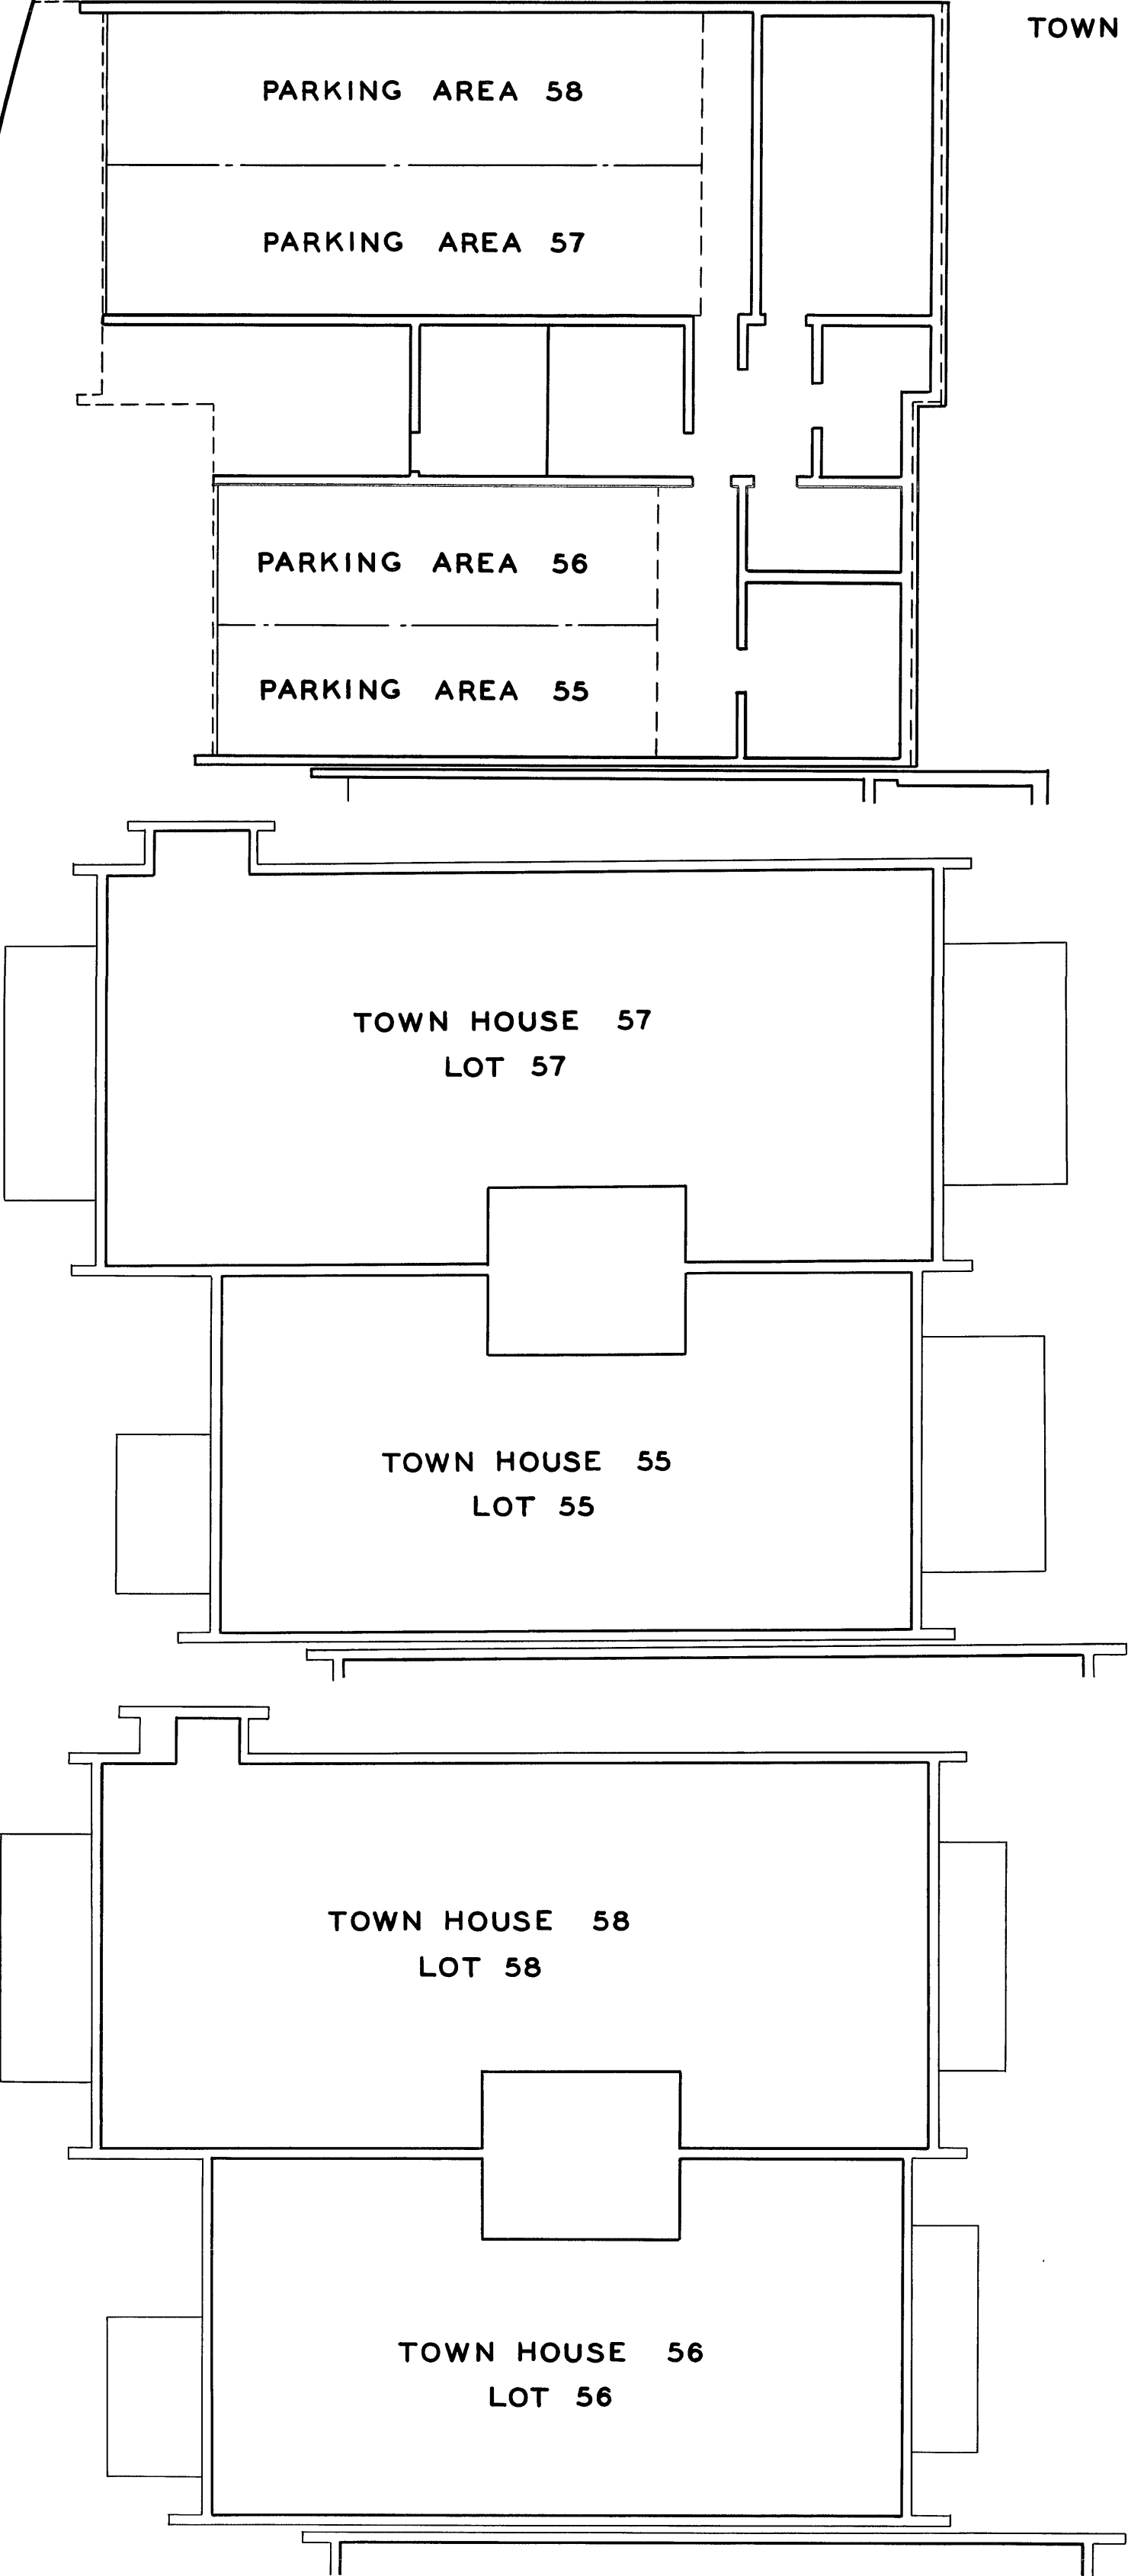 TOWN
PARKING AREA 58
PARKING AREA 57
PARKING AREA 56
PARKING AREA 55
TOWN HOUSE 57
LOT 57
TOWN HOUSE 55
LOT 55
TOWN HOUSE 58
LOT 58
TOWN HOUSE 56
LOT 56